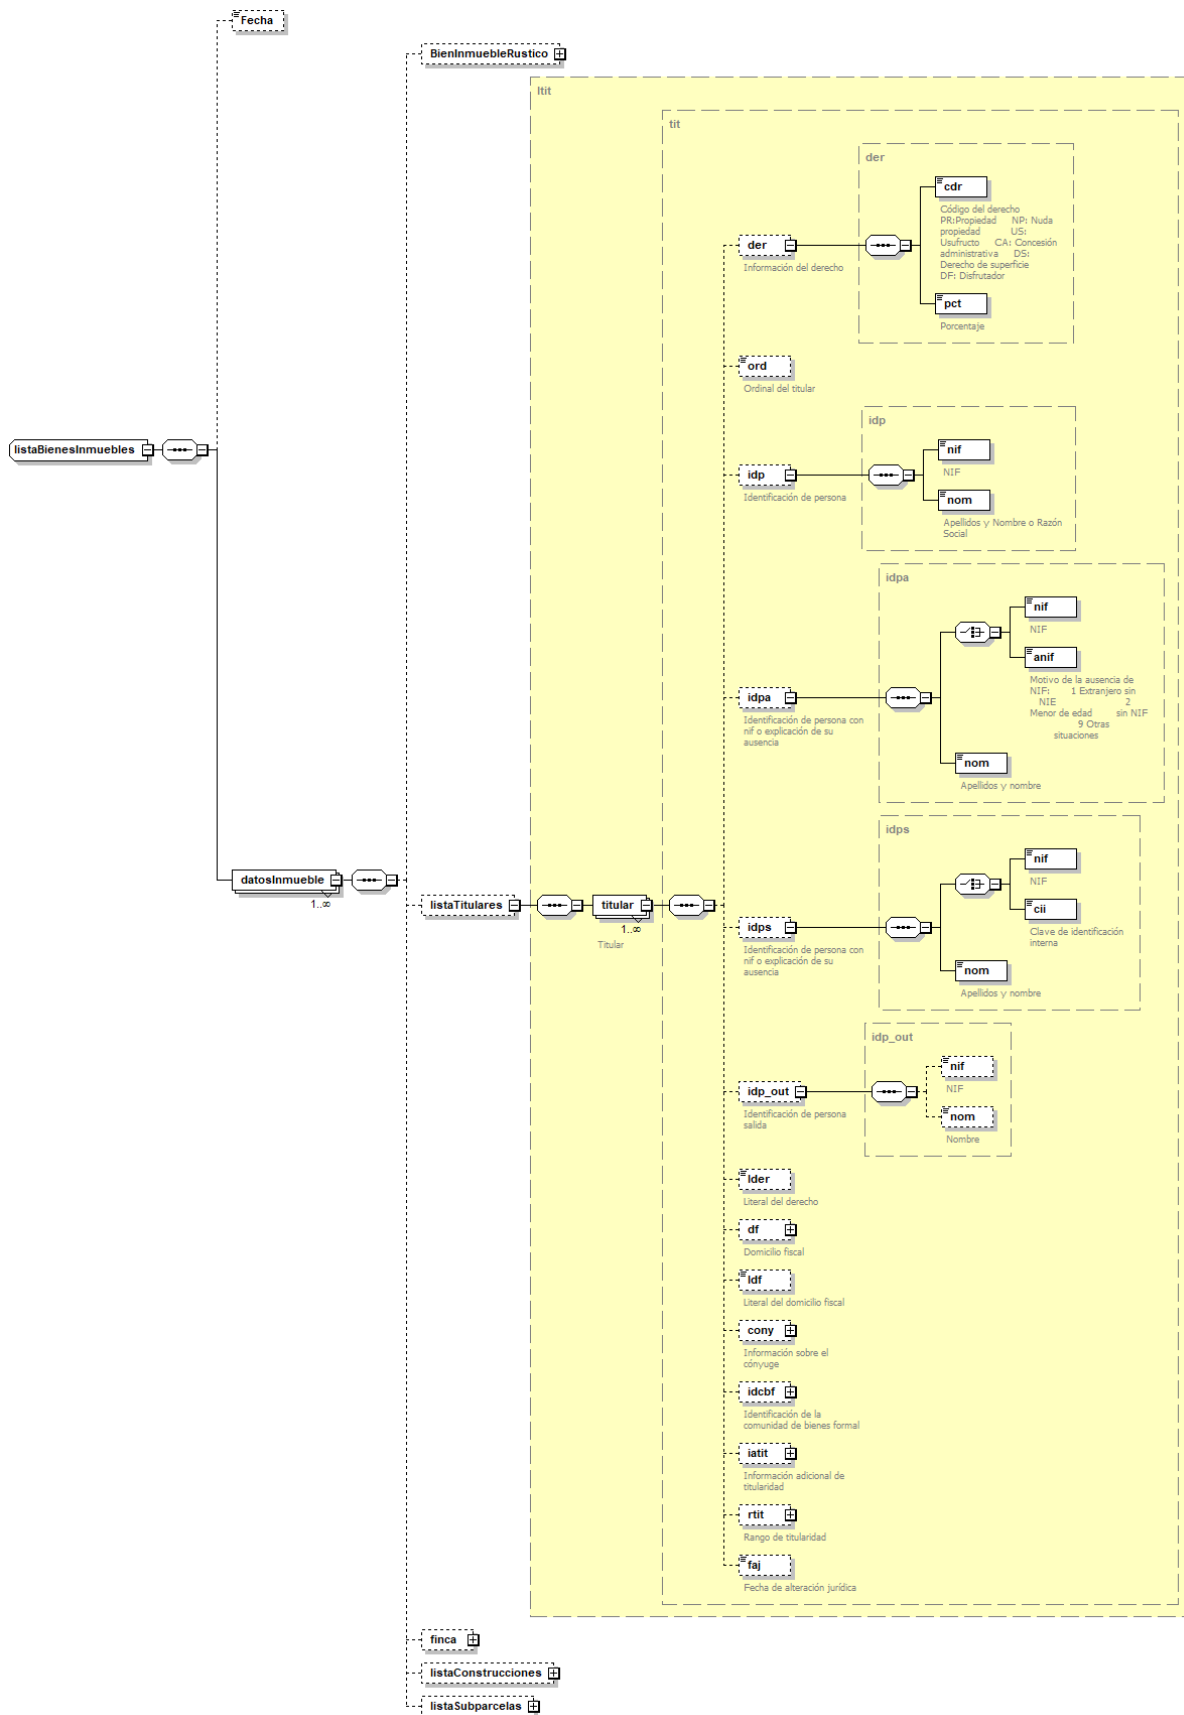 Fecha
BienInmuebleRustico
ltit
tit
der
cdr
Código del derecho
PR:Propiedad NP: Nuda
propiedad US:
Usufructo CA: Concesión
administrativa DS:
Derecho de superficie
DF: Disfrutador
der
Información del derecho
pct
Porcentaje
ord
Ordinal del titular
idp
listaBienesInmuebles
nif
NIF
idp
Identificación de persona
nom
Apellidos y Nombre o Razón
Social
idpa
nif
NIF
anif
Motivo de la ausencia de
NIF: 1 Extranjero sin
NIE 2
Menor de edad sin NIF
9 Otras
situaciones
idpa
Identificación de persona con
nif o explicación de su
ausencia
nom
Apellidos y nombre
idps
nif
NIF
datosInmueble
1..∞
listaTitulares
titular
1..∞
Titular
cii
Clave de identificación
interna
idps
Identificación de persona con
nif o explicación de su
ausencia
nom
Apellidos y nombre
idp_out
nif
NIF
idp_out
Identificación de persona
salida
nom
Nombre
lder
Literal del derecho
df
Domicilio fiscal
ldf
Literal del domicilio fiscal
cony
Información sobre el
cónyuge
idcbf
Identificación de la
comunidad de bienes formal
iatit
Información adicional de
titularidad
rtit
Rango de titularidad
faj
Fecha de alteración jurídica
finca
listaConstrucciones
listaSubparcelas